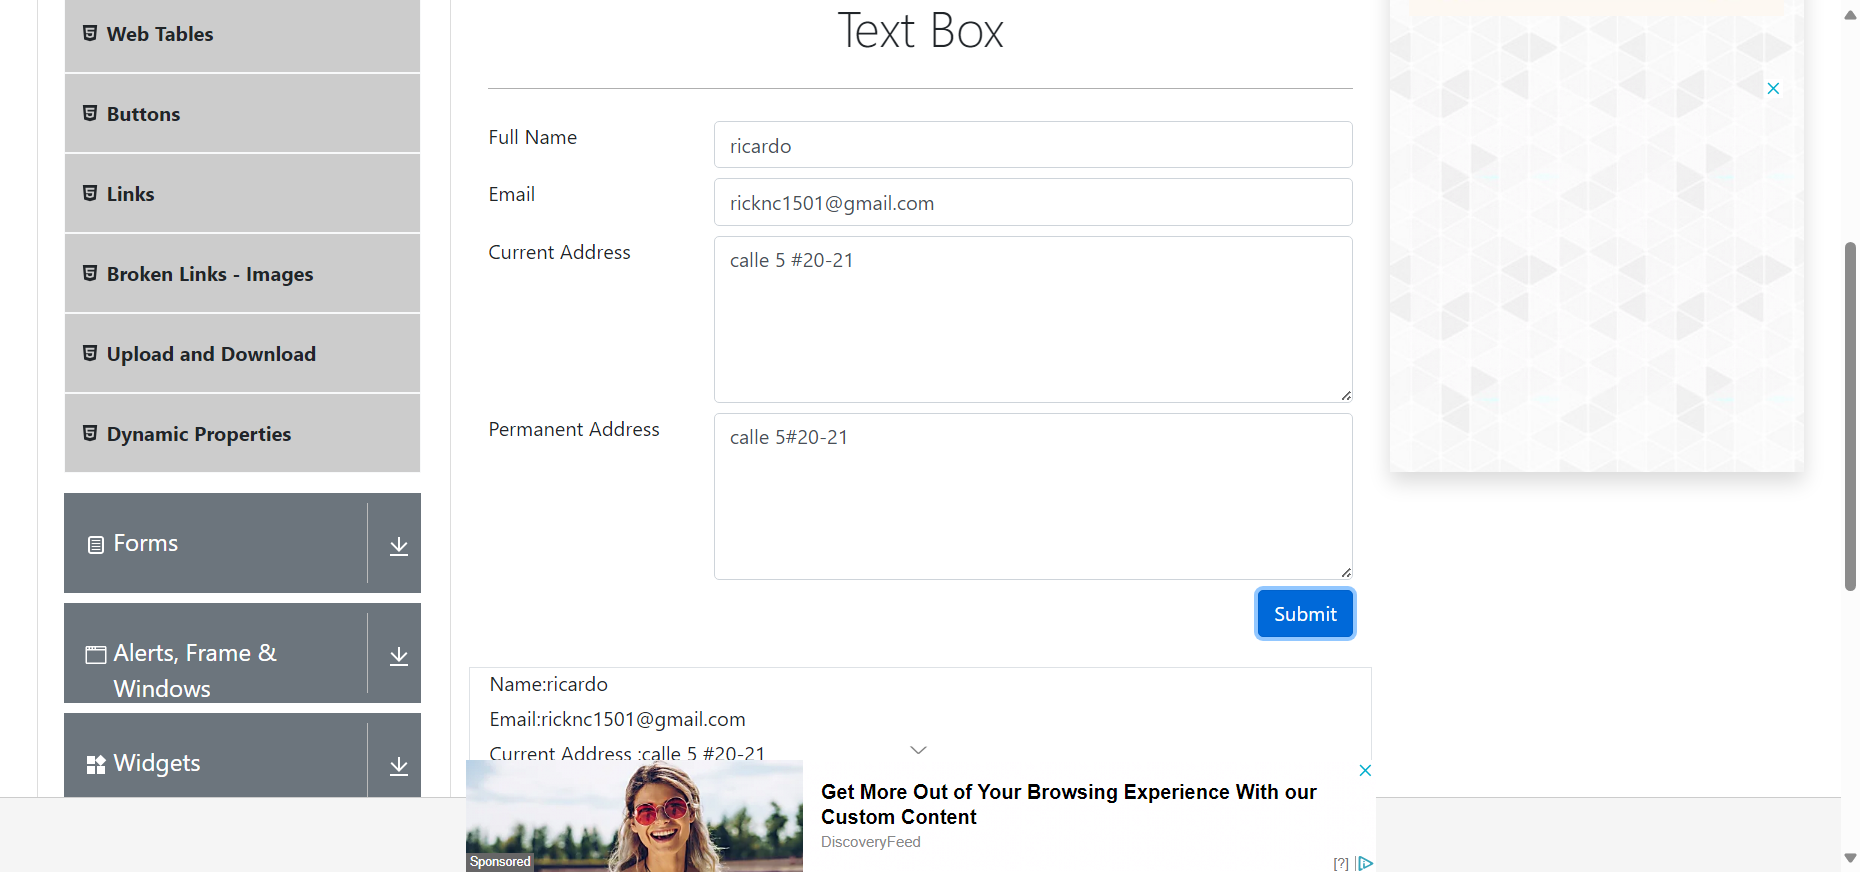 Web Tables
Buttons
Links
Broken Links - Images
Upload and Download
Dynamic Properties
Forms
Alerts, Frame &
Windows
Widgets
Text Box
Full Name
ricardo
Email
ricknc1501@gmail.com
Current Address
calle 5 #20-21
Permanent Address
calle 5#20-21
Submit
Name:ricardo
Email:ricknc1501@gmail.com
Current Address :calle 5 #20-21
Sponsored
Get More Out of Your Browsing Experience With our
Custom Content
DiscoveryFeed
[?]